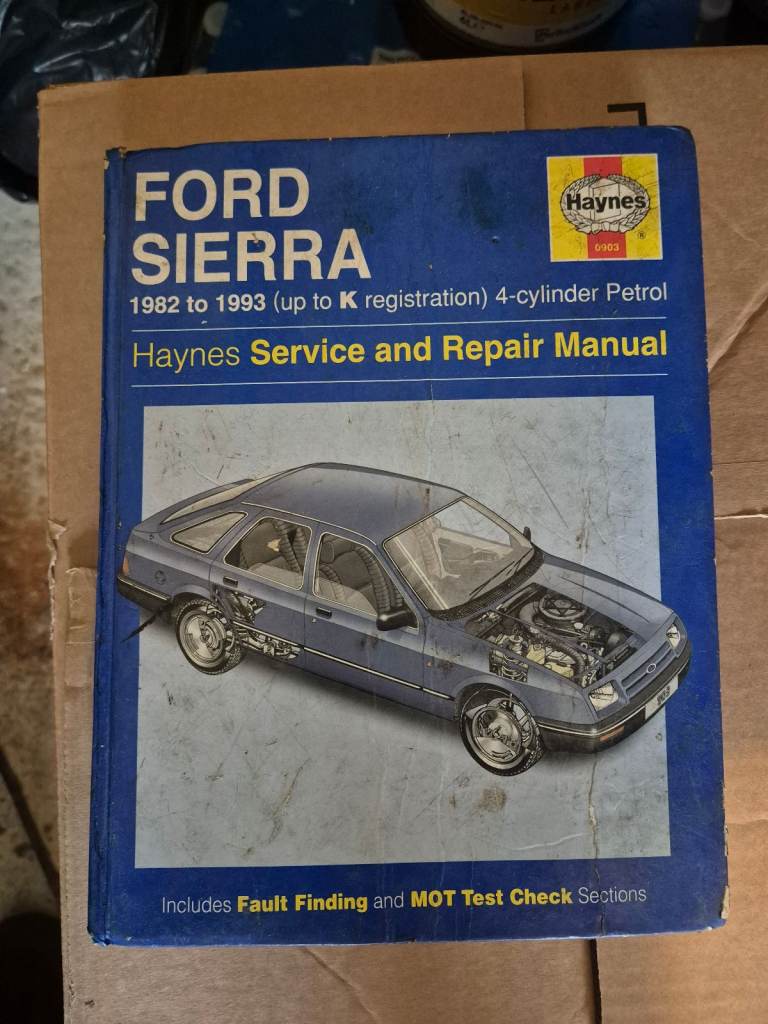 FORD
SIERRA
Haynes
®
0903
1982 to 1993 (up to K registration) 4-cylinder Petrol
Haynes Service and Repair Manual
903
Includes Fault Finding and MOT Test Check Sections